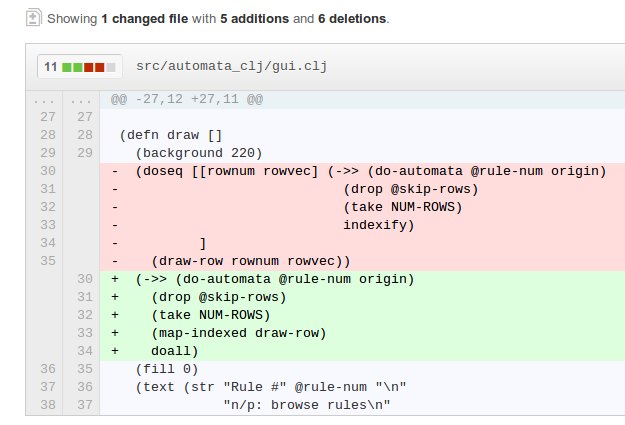 Showing 1 changed file with 5 additions and 6 deletions.
11 src/automata_clj/gui.clj
... ... @@ -27,12 +27,11 @@
27 27
28 28 (defn draw []
29 29 (background 220)
30 - (doseq [[rownum rowvec] (->> (do-automata @rule-num origin)
31 - (drop @skip-rows)
32 - (take NUM-ROWS)
33 - indexify)
34 - ]
35 - (draw-row rownum rowvec))
30 + (->> (do-automata @rule-num origin)
31 + (drop @skip-rows)
32 + (take NUM-ROWS)
33 + (map-indexed draw-row)
34 + doall)
36 35 (fill 0)
37 36 (text (str "Rule #" @rule-num "\n"
38 37 "n/p: browse rules\n"